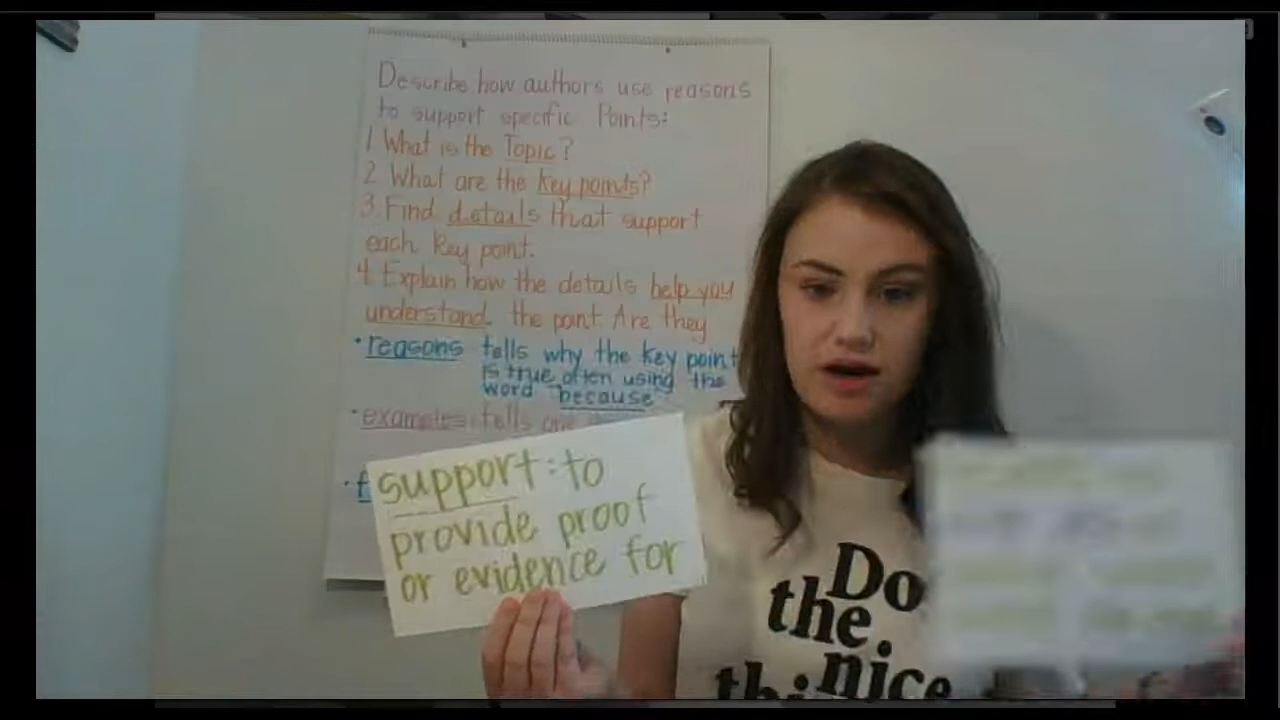 Describe how authors use reasons
to support specific Points:
1 What is the Topic?
2 What are the key points?
3 Find details that support
each key point.
4 Explain how the details help you
understand the point. Are they
• reasons tells why the key point
is true often using the
word "because"
• examples: tells one
• f
support: to
provide proof
or evidence for
Do
the
nice